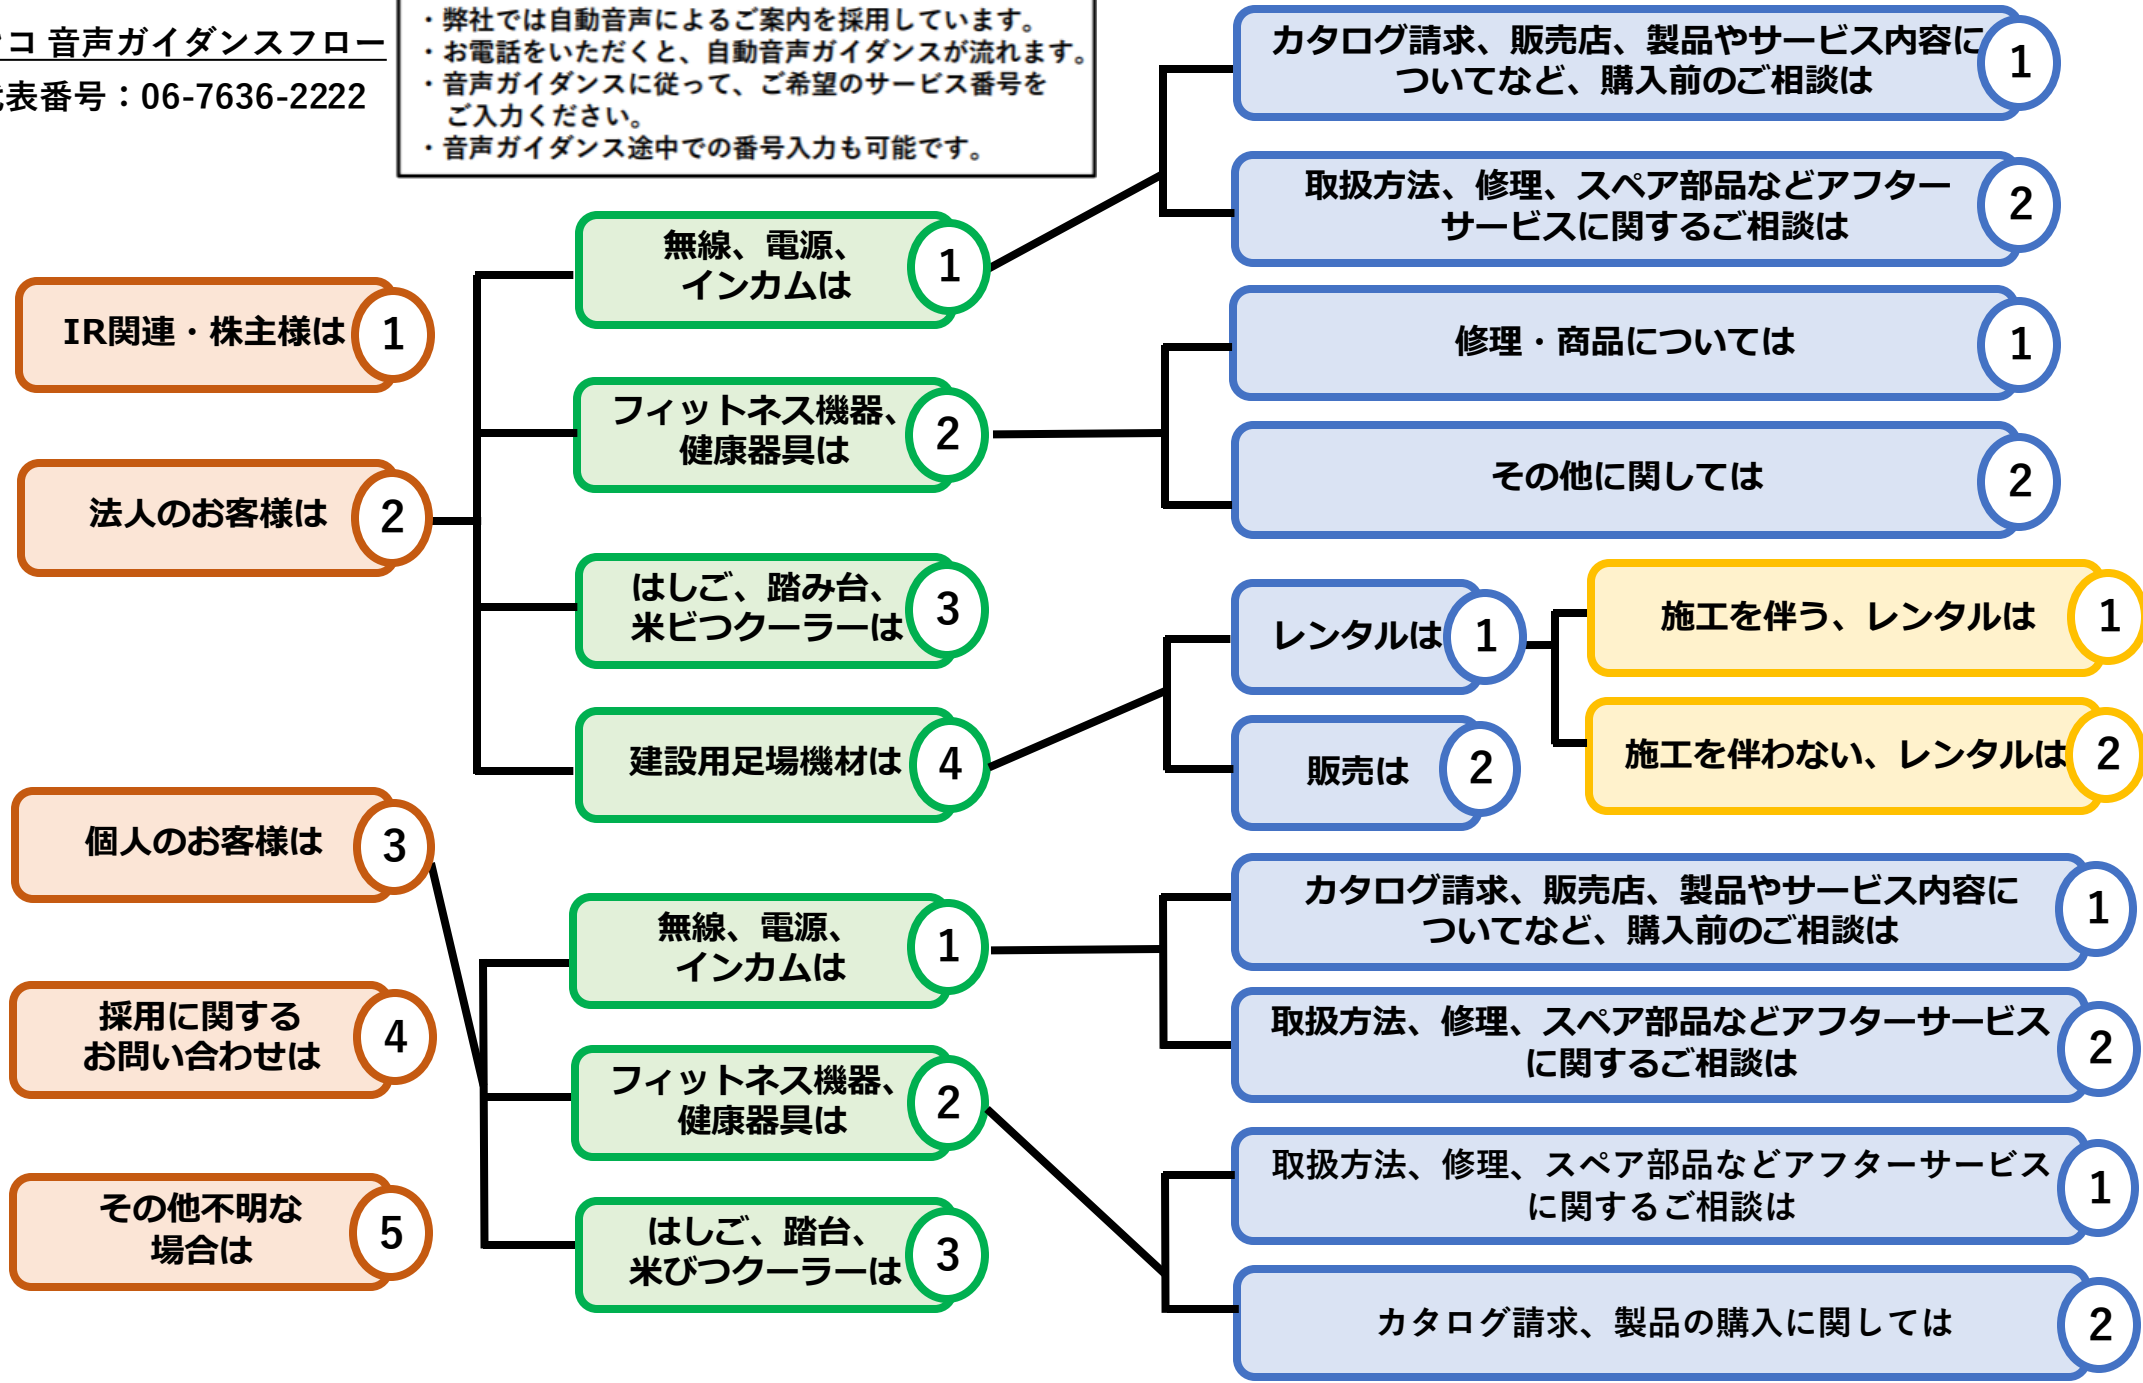 コ 音声ガイダンスフロー
表番号：06-7636-2222
・弊社では自動音声によるご案内を採用しています。
・お電話をいただくと、自動音声ガイダンスが流れます。
・音声ガイダンスに従って、ご希望のサービス番号を
ご入力ください。
・音声ガイダンス途中での番号入力も可能です。
IR関連・株主様は
1
法人のお客様は
2
個人のお客様は
3
採用に関する
お問い合わせは
4
その他不明な
場合は
5
無線、電源、
インカムは
1
フィットネス機器、
健康器具は
2
はしご、踏み台、
米ビつクーラーは
3
建設用足場機材は
4
無線、電源、
インカムは
1
フィットネス機器、
健康器具は
2
はしご、踏台、
米びつクーラーは
3
カタログ請求、販売店、製品やサービス内容に
ついてなど、購入前のご相談は
1
取扱方法、修理、スペア部品などアフター
サービスに関するご相談は
2
修理・商品については
1
その他に関しては
2
レンタルは
1
販売は
2
施工を伴う、レンタルは
1
施工を伴わない、レンタルは
2
カタログ請求、販売店、製品やサービス内容に
ついてなど、購入前のご相談は
1
取扱方法、修理、スペア部品などアフターサービス
に関するご相談は
2
取扱方法、修理、スペア部品などアフターサービス
に関するご相談は
1
カタログ請求、製品の購入に関しては
2